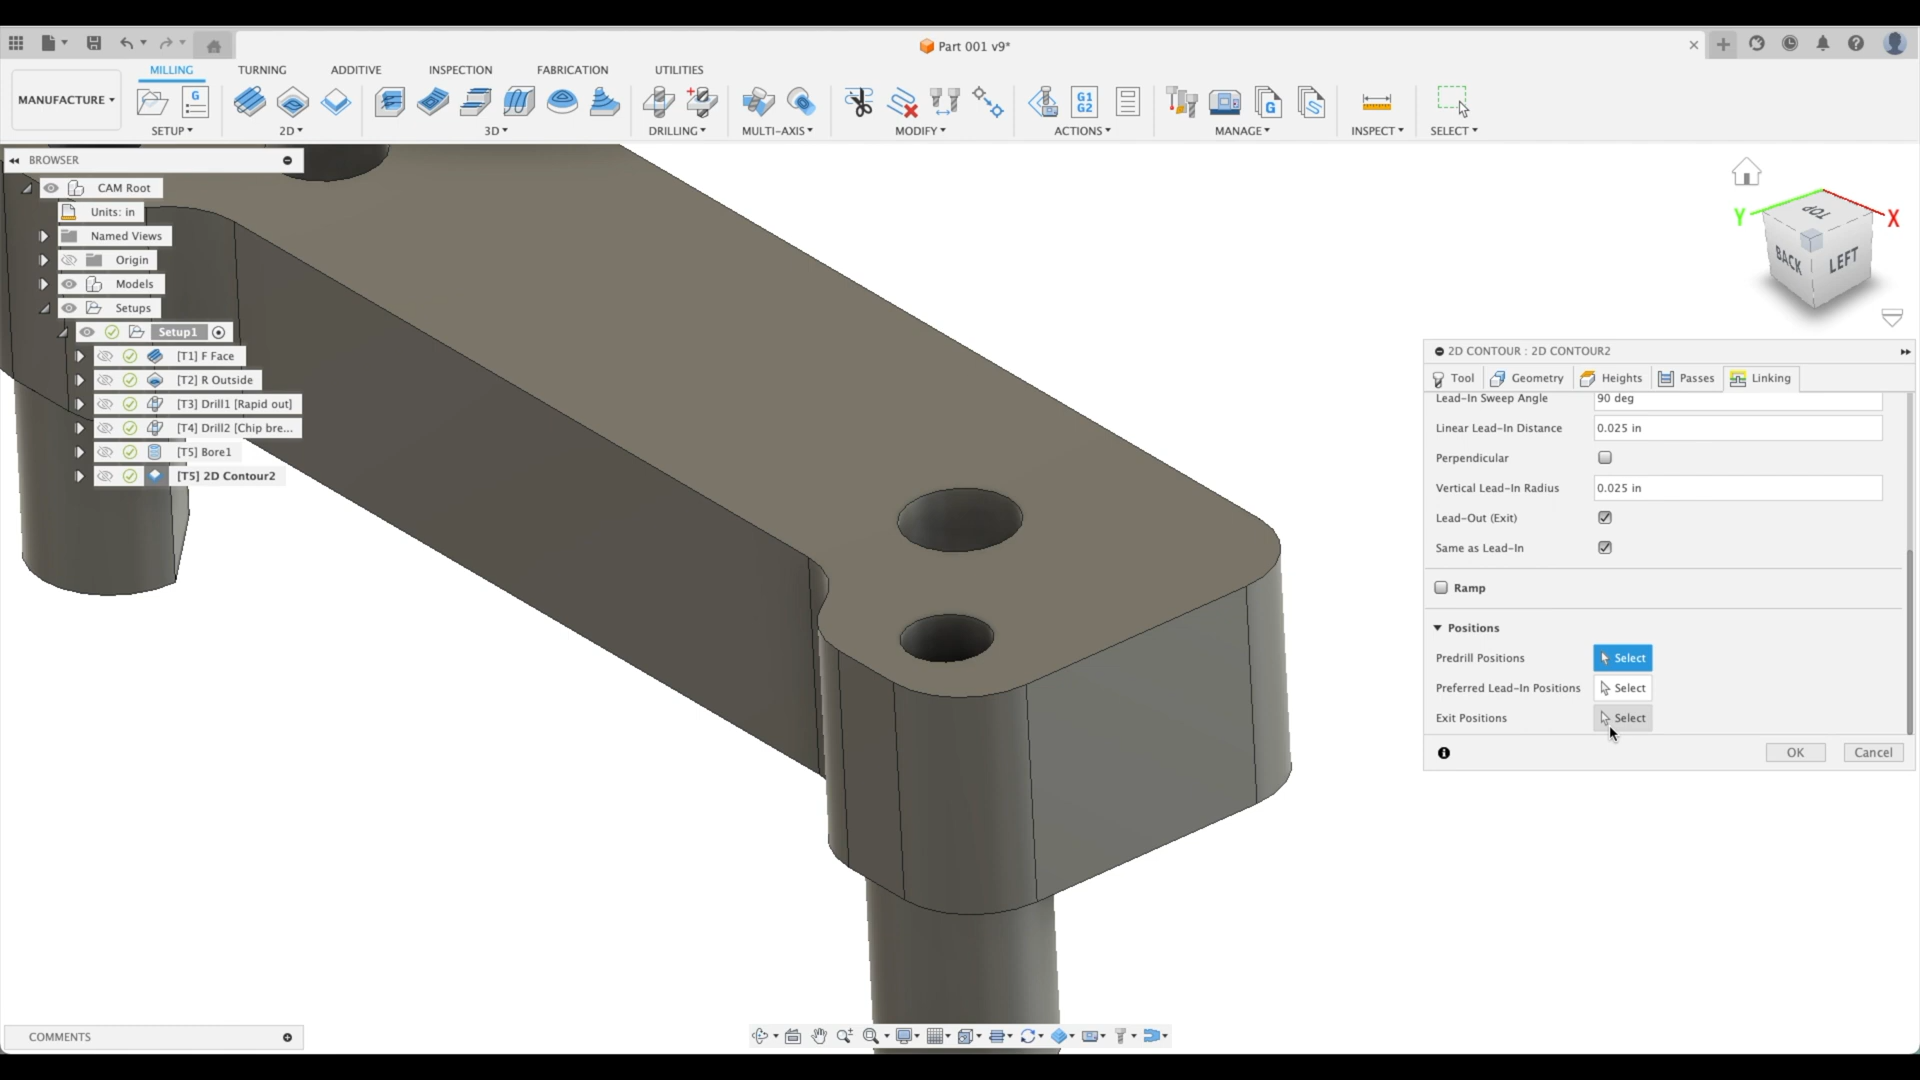 Part 001 v9*
MANUFACTURE
MILLING TURNING ADDITIVE INSPECTION FABRICATION UTILITIES
G G1 G2 G
SETUP 2D 3D DRILLING MULTI-AXIS MODIFY ACTIONS MANAGE INSPECT SELECT
BROWSER
CAM Root
Units: in
Named Views
Origin
Models
Setups
Setup1
[T1] F Face
[T2] R Outside
[T3] Drill1 [Rapid out]
[T4] Drill2 [Chip bre...
[T5] Bore1
[T5] 2D Contour2
Y X
TOP
BACK LEFT
2D CONTOUR : 2D CONTOUR2
Tool Geometry Heights Passes Linking
Lead-In Sweep Angle 90 deg
Linear Lead-In Distance 0.025 in
Perpendicular
Vertical Lead-In Radius 0.025 in
Lead-Out (Exit)
Same as Lead-In
Ramp
Positions
Predrill Positions Select
Preferred Lead-In Positions Select
Exit Positions Select
OK Cancel
COMMENTS